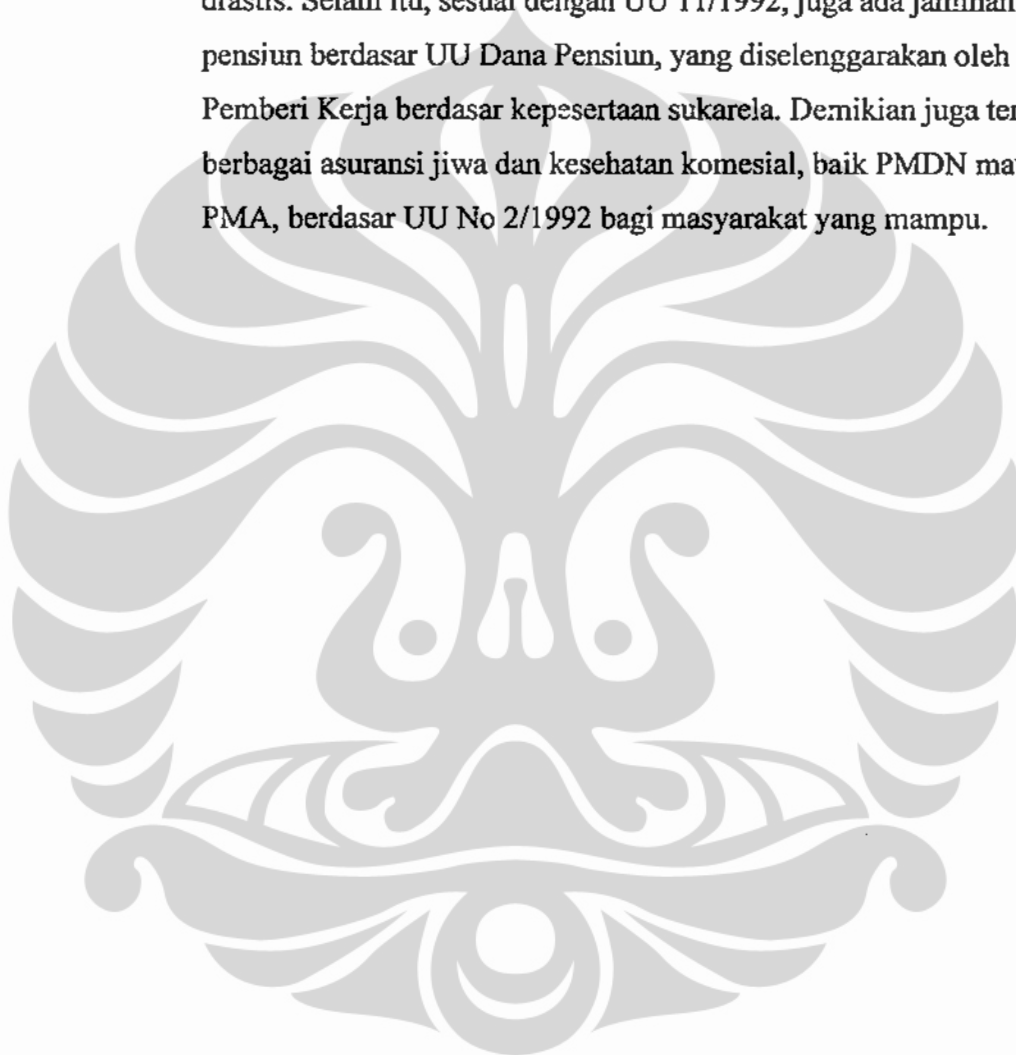 drastis. Selain itu, sesuai dengan UU 11/1992, juga ada jaminan
pensiun berdasar UU Dana Pensiun, yang diselenggarakan oleh
Pemberi Kerja berdasar kepesertaan sukarela. Demikian juga
berbagai asuransi jiwa dan kesehatan komesial, baik PMDN
PMA, berdasar UU No 2/1992 bagi masyarakat yang mampu.